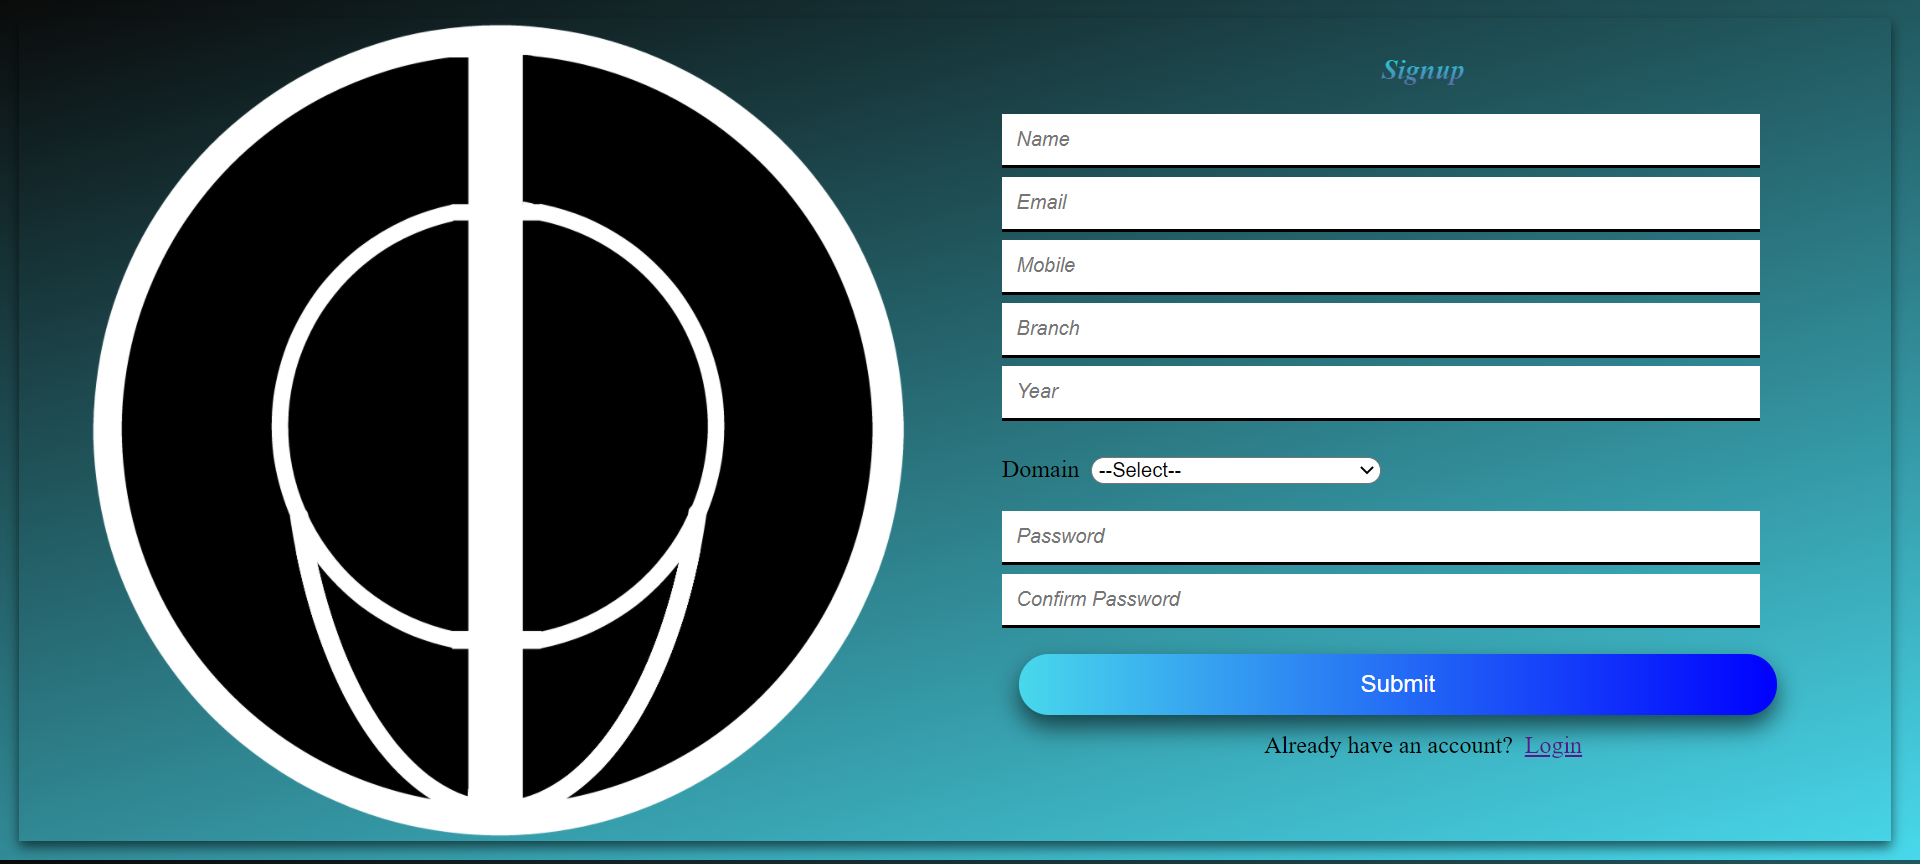 Signup
Name
Email
Mobile
Branch
Year
Domain --Select--
Password
Confirm Password
Submit
Already have an account? Login